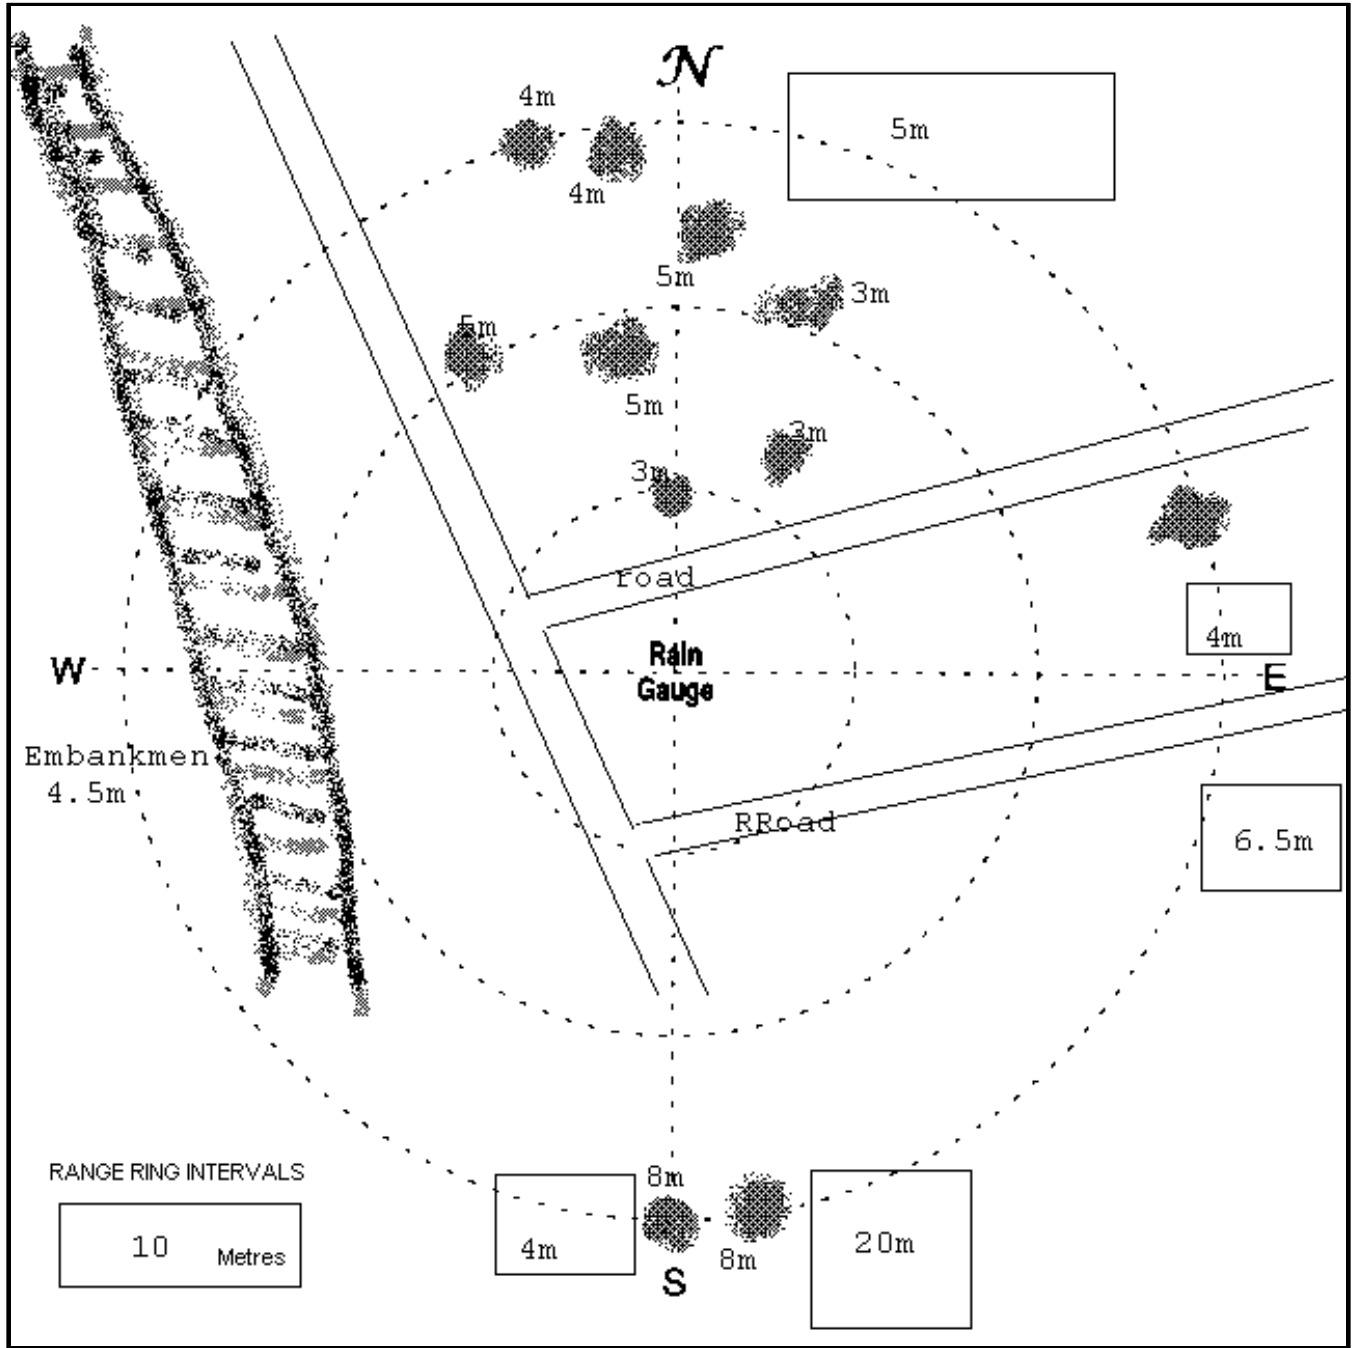 N
4m
5m
4m
5m
3m
5m
5m
3m
3m
road
4m
Rain
Gauge
W
E
Embankmen
4.5m
RRoad
6.5m
RANGE RING INTERVALS
10 Metres
8m
4m
8m
20m
S